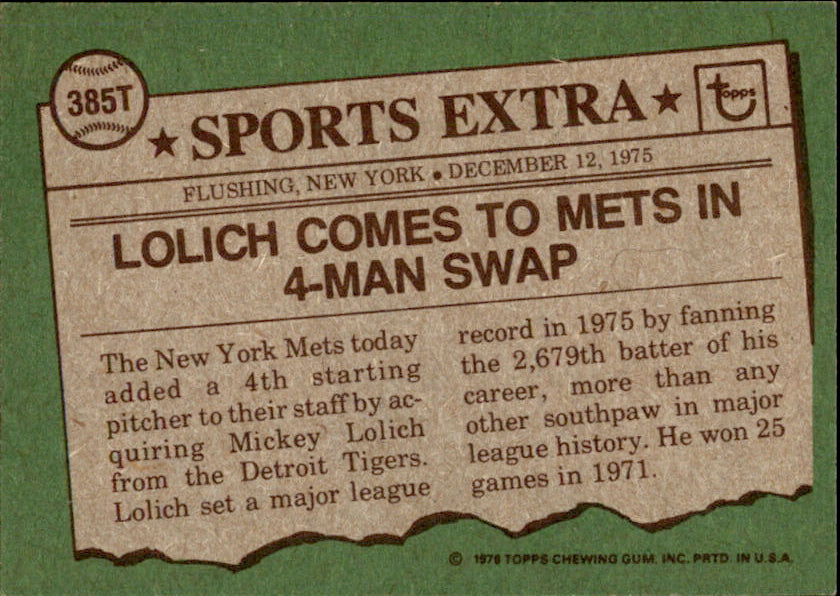 385T
★ SPORTS EXTRA ★
Topps
FLUSHING, NEW YORK • DECEMBER 12, 1975
LOLICH COMES TO METS IN
4-MAN SWAP
The New York Mets today
added a 4th starting
pitcher to their staff by ac-
quiring Mickey Lolich
from the Detroit Tigers.
Lolich set a major league
record in 1975 by fanning
the 2,679th batter of his
career, more than any
other southpaw in major
league history. He won 25
games in 1971.
© 1976 TOPPS CHEWING GUM, INC. PRTD. IN U.S.A.